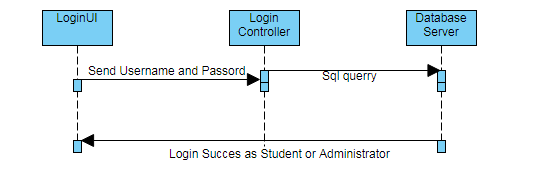 LoginUI
Login
Controller
Database
Server
Send Username and Passord
Sql querry
Login Succes as Student or Administrator